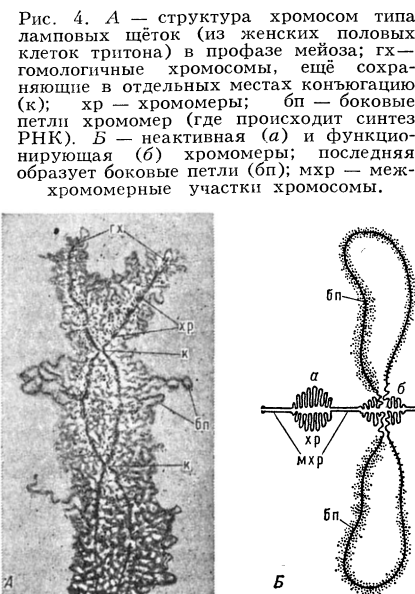 Рис. 4. А — структура хромосом типа
ламповых щёток (из женских половых
клеток тритона) в профазе мейоза; гх—
гомологичные хромосомы, ещё сохра-
няющие в отдельных местах конъюгацию
(к); хр — хромомеры; бп — боковые
петли хромомер (где происходит синтез
РНК). Б — неактивная (а) и функцио-
нирующая (б) хромомеры; последняя
образует боковые петли (бп); мхр — меж-
хромомерные участки хромосомы.
гх
хр
к
бп
к
А
бп
а
б
хр
мхр
бп
Б